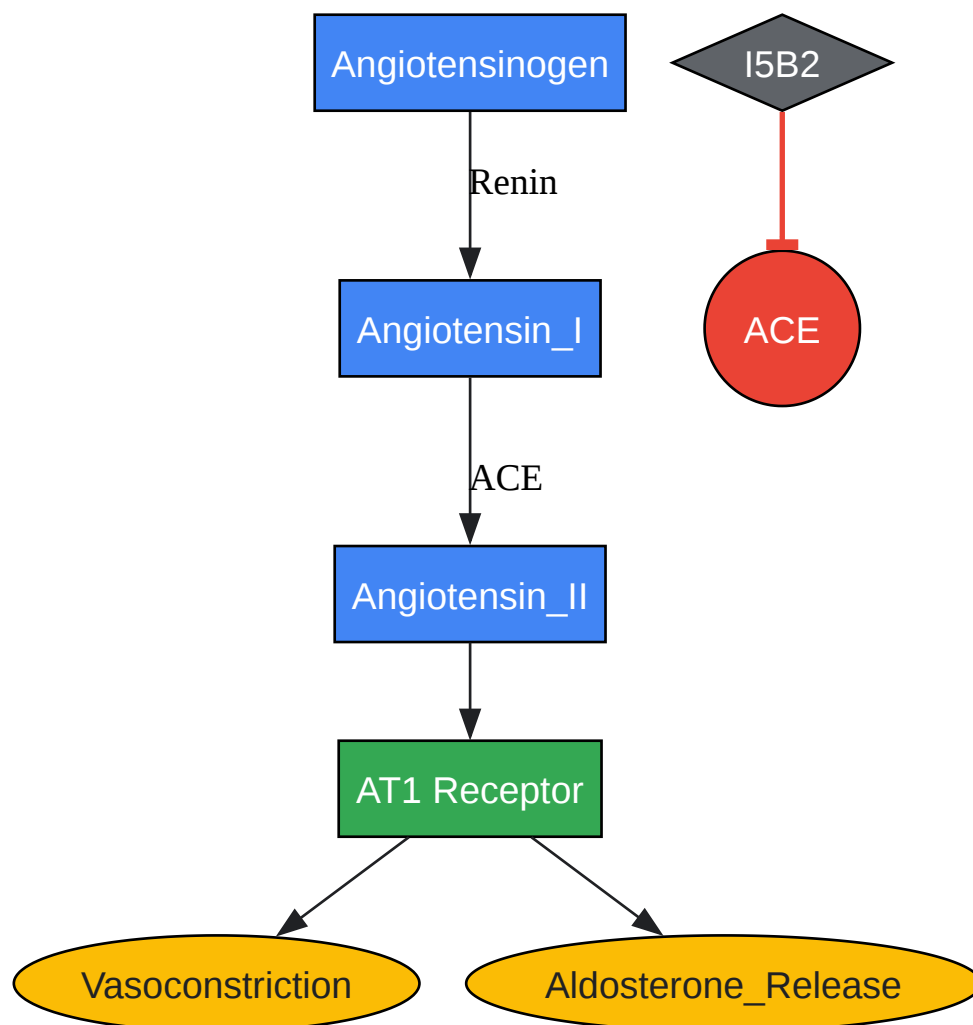 Angiotensinogen
I5B2
Renin
Angiotensin_I
ACE
ACE
Angiotensin_II
AT1 Receptor
Vasoconstriction
Aldosterone_Release